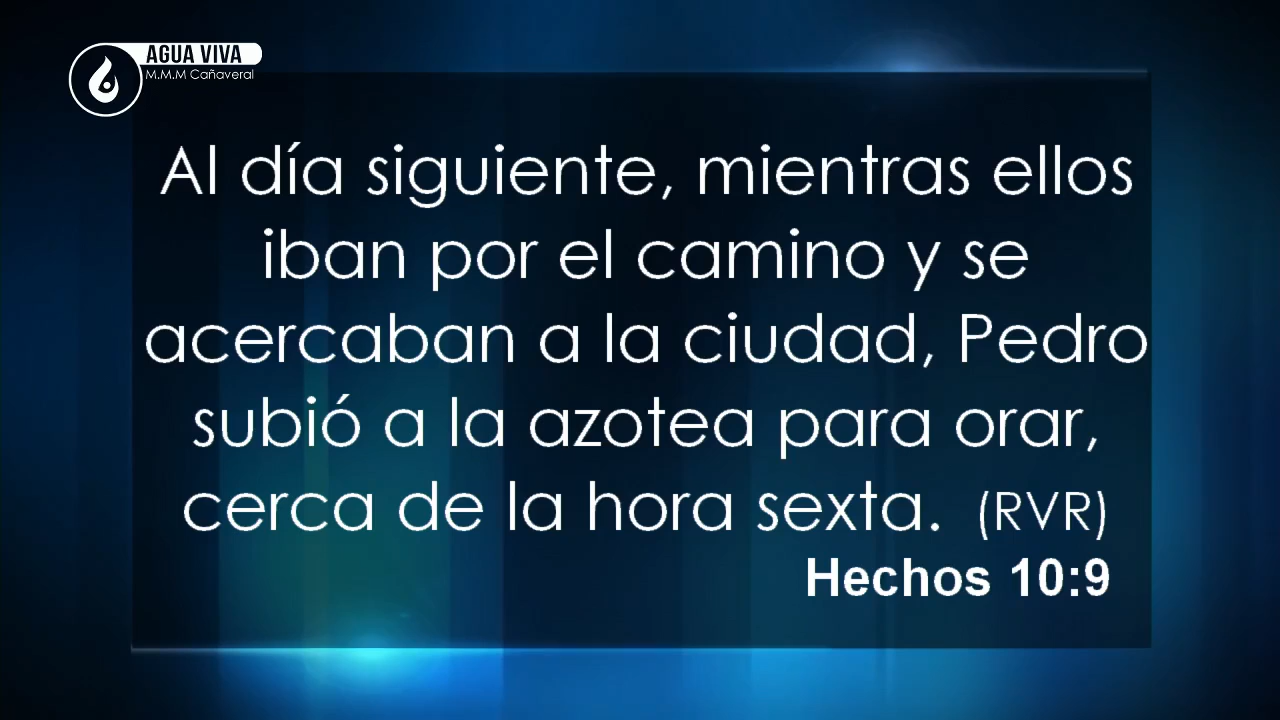 AGUA VIVA
M.M.M Cañaveral
Al día siguiente, mientras ellos
iban por el camino y se
acercaban a la ciudad, Pedro
subió a la azotea para orar,
cerca de la hora sexta. (RVR)
Hechos 10:9